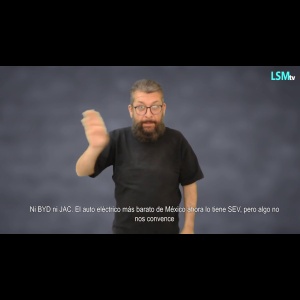 LSMtv
Ni BYD ni JAC. El auto eléctrico más barato de México ahora lo tiene SEV, pero algo no
nos convence